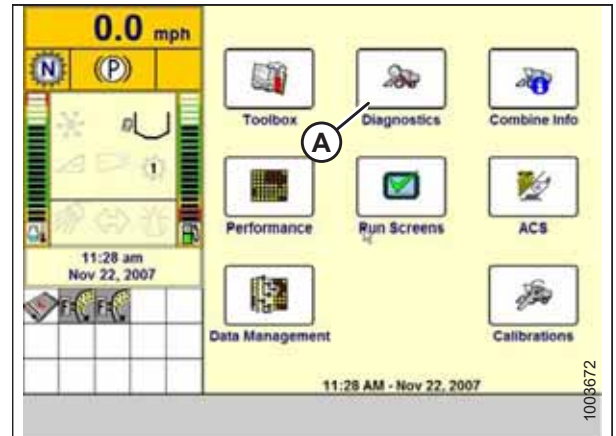 0.0 mph
N (P)
1
11:28 am
Nov 22, 2007
F F
Toolbox
Diagnostics
Combine Info
A
Performance
Run Screens
ACS
Data Management
Calibrations
11:28 AM - Nov 22, 2007
1003672